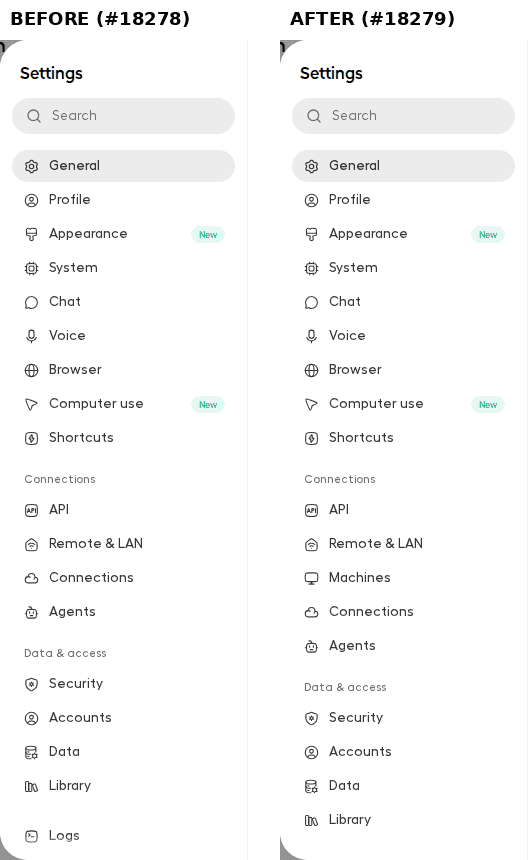 BEFORE (#18278)
Settings
Search
General
Profile
Appearance New
System
Chat
Voice
Browser
Computer use New
Shortcuts
Connections
API
Remote & LAN
Connections
Agents
Data & access
Security
Accounts
Data
Library
Logs
AFTER (#18279)
Settings
Search
General
Profile
Appearance New
System
Chat
Voice
Browser
Computer use New
Shortcuts
Connections
API
Remote & LAN
Machines
Connections
Agents
Data & access
Security
Accounts
Data
Library